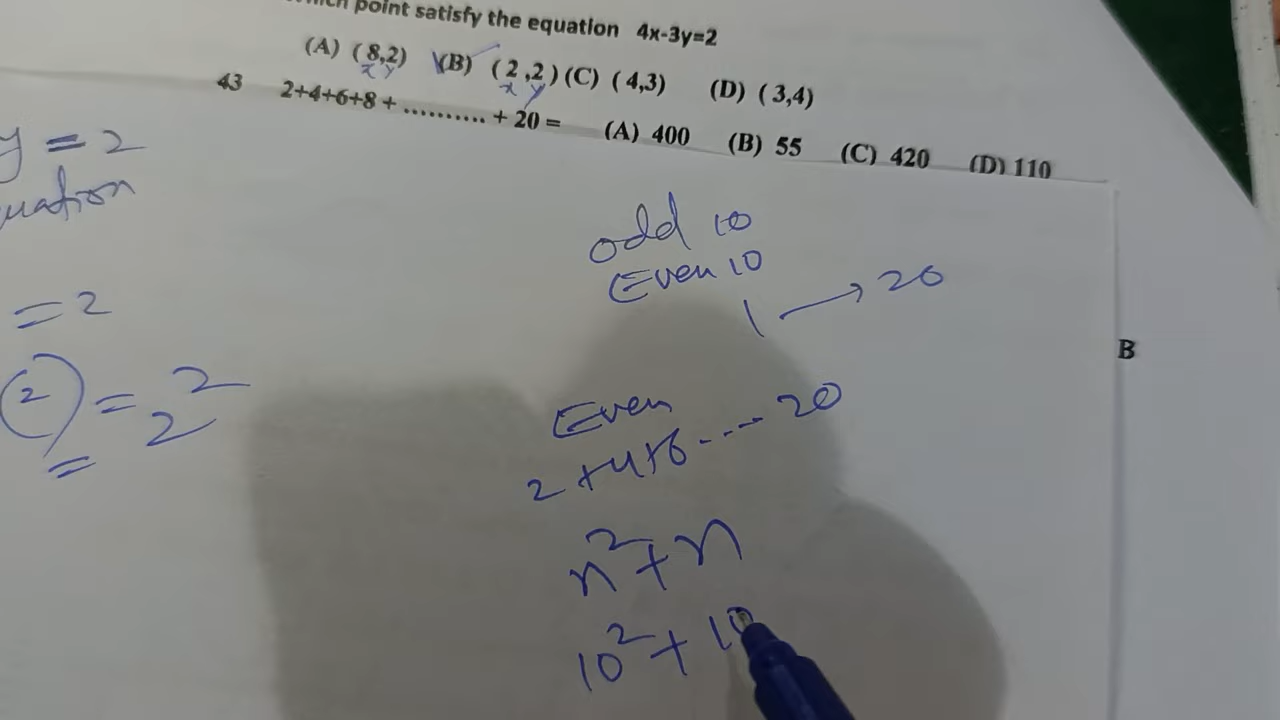 point satisfy the equation 4x-3y=2
(A) (8,2) (B) (2,2) (C) (4,3) (D) (3,4)
x y x y
43 2+4+6+8+ .......... + 20 = (A) 400 (B) 55 (C) 420 (D) 110
y = 2
uation
= 2
(2) = 2 2
=
odd 10
Even 10
1 → 20
B
Even
2+4+6----20
n²+n
10²+10